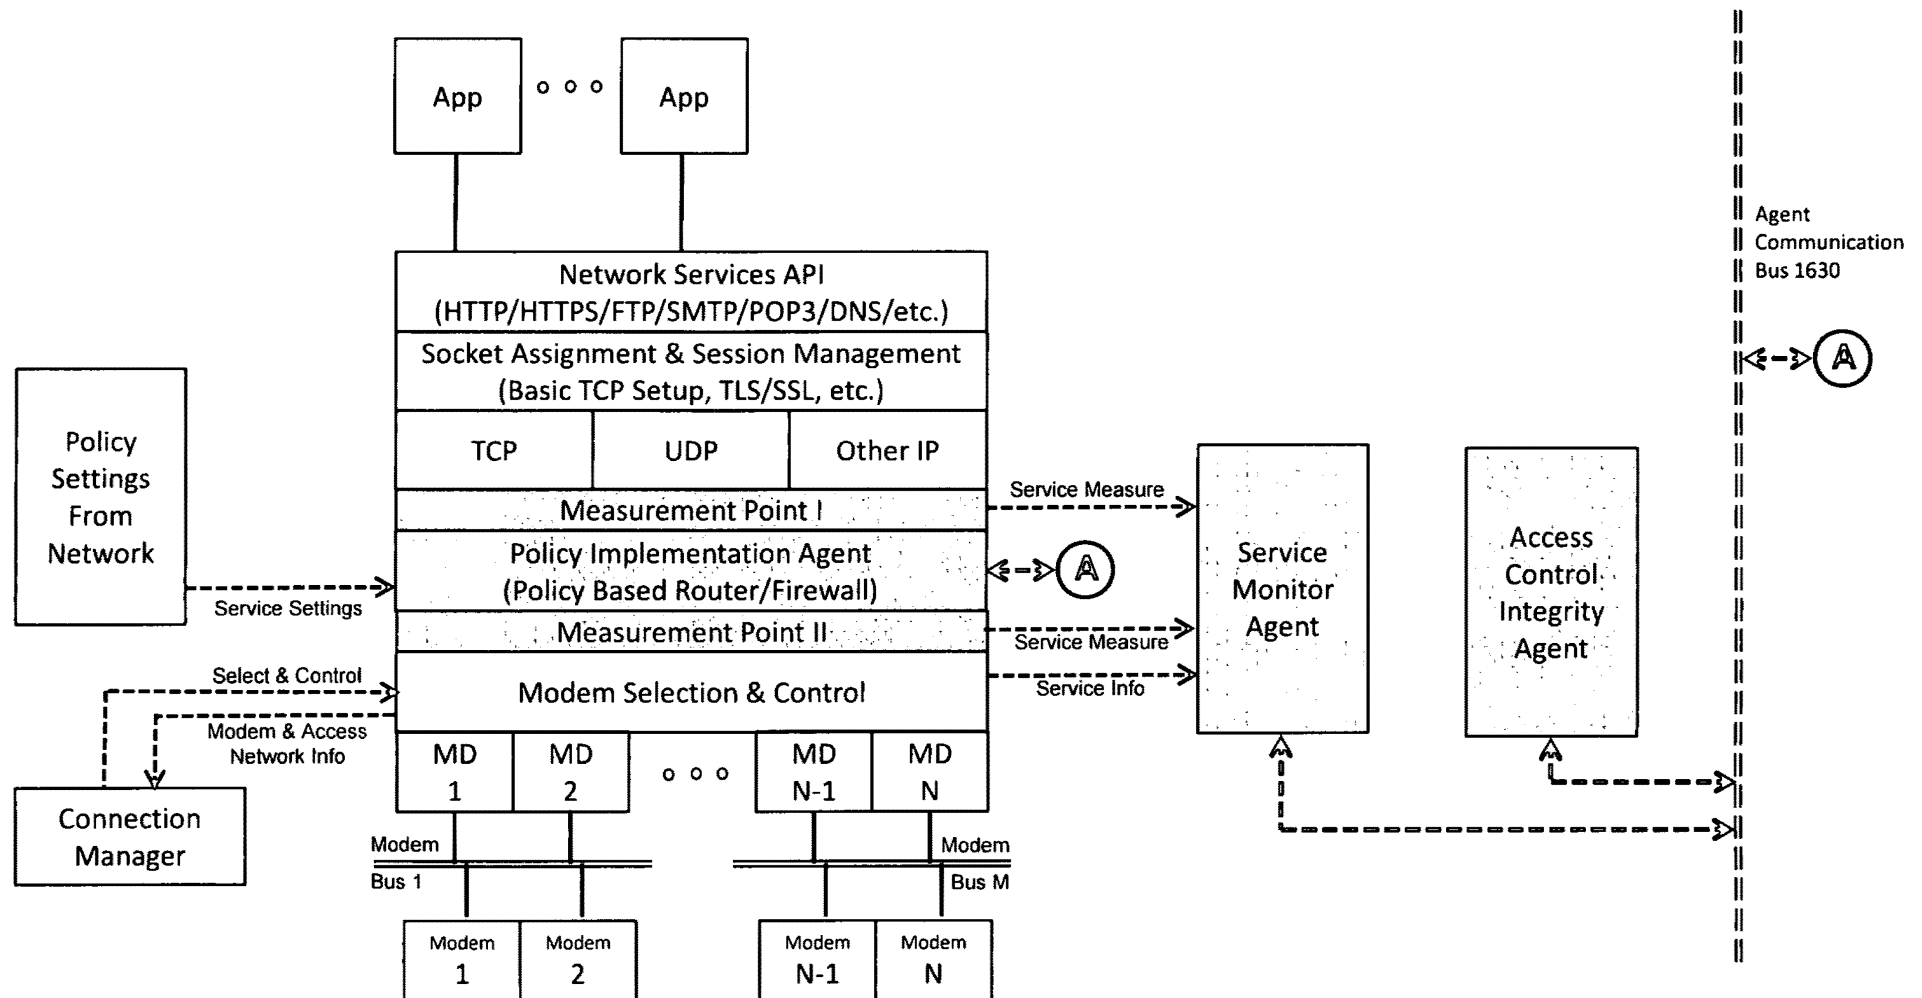 App
App
Network Services API
(HTTP/HTTPS/FTP/SMTP/POP3/DNS/etc.)
Socket Assignment & Session Management
(Basic TCP Setup, TLS/SSL, etc.)
TCP
UDP
Other IP
Measurement Point I
Policy Implementation Agent
(Policy Based Router/Firewall)
Measurement Point II
Modem Selection & Control
MD
1
MD
2
MD
N-1
MD
N
Modem
Bus 1
Modem
Bus M
Modem
1
Modem
2
Modem
N-1
Modem
N
Policy
Settings
From
Network
Service Settings
Select & Control
Modem & Access
Network Info
Connection
Manager
Service Measure
A
Service Measure
Service Info
Service
Monitor
Agent
Access
Control
Integrity
Agent
Agent
Communication
Bus 1630
A